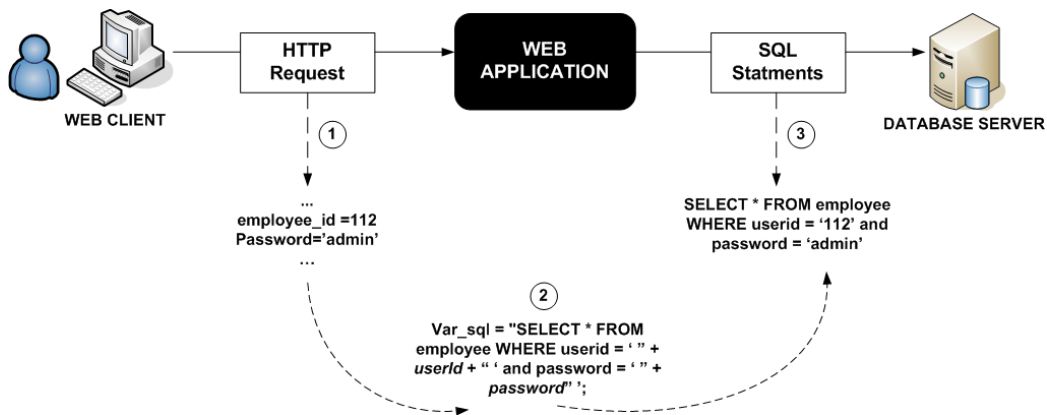 HTTP
Request
WEB
APPLICATION
SQL
Statments
WEB CLIENT
DATABASE SERVER
1
3
...
employee_id =112
Password=’admin’
...
SELECT * FROM employee
WHERE userid = ‘112’ and
password = ‘admin’
2
Var_sql = "SELECT * FROM
employee WHERE userid = ‘ ” +
userId + “ ‘ and password = ‘ ” +
password” ’;